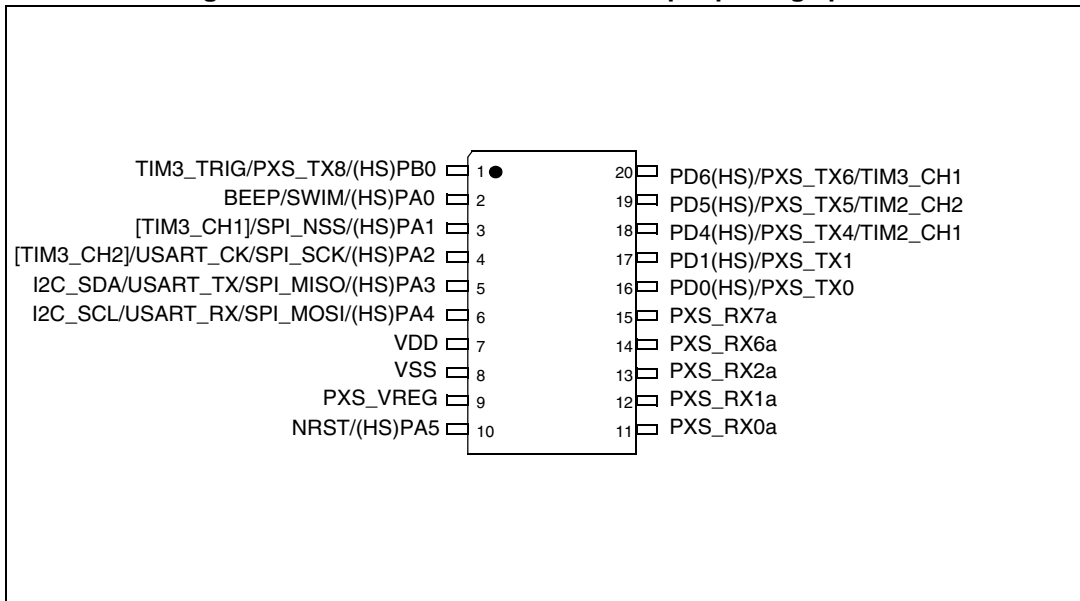 TIM3_TRIG/PXS_TX8/(HS)PB0 1 20 PD6(HS)/PXS_TX6/TIM3_CH1
BEEP/SWIM/(HS)PA0 2 19 PD5(HS)/PXS_TX5/TIM2_CH2
[TIM3_CH1]/SPI_NSS/(HS)PA1 3 18 PD4(HS)/PXS_TX4/TIM2_CH1
[TIM3_CH2]/USART_CK/SPI_SCK/(HS)PA2 4 17 PD1(HS)/PXS_TX1
I2C_SDA/USART_TX/SPI_MISO/(HS)PA3 5 16 PD0(HS)/PXS_TX0
I2C_SCL/USART_RX/SPI_MOSI/(HS)PA4 6 15 PXS_RX7a
VDD 7 14 PXS_RX6a
VSS 8 13 PXS_RX2a
PXS_VREG 9 12 PXS_RX1a
NRST/(HS)PA5 10 11 PXS_RX0a